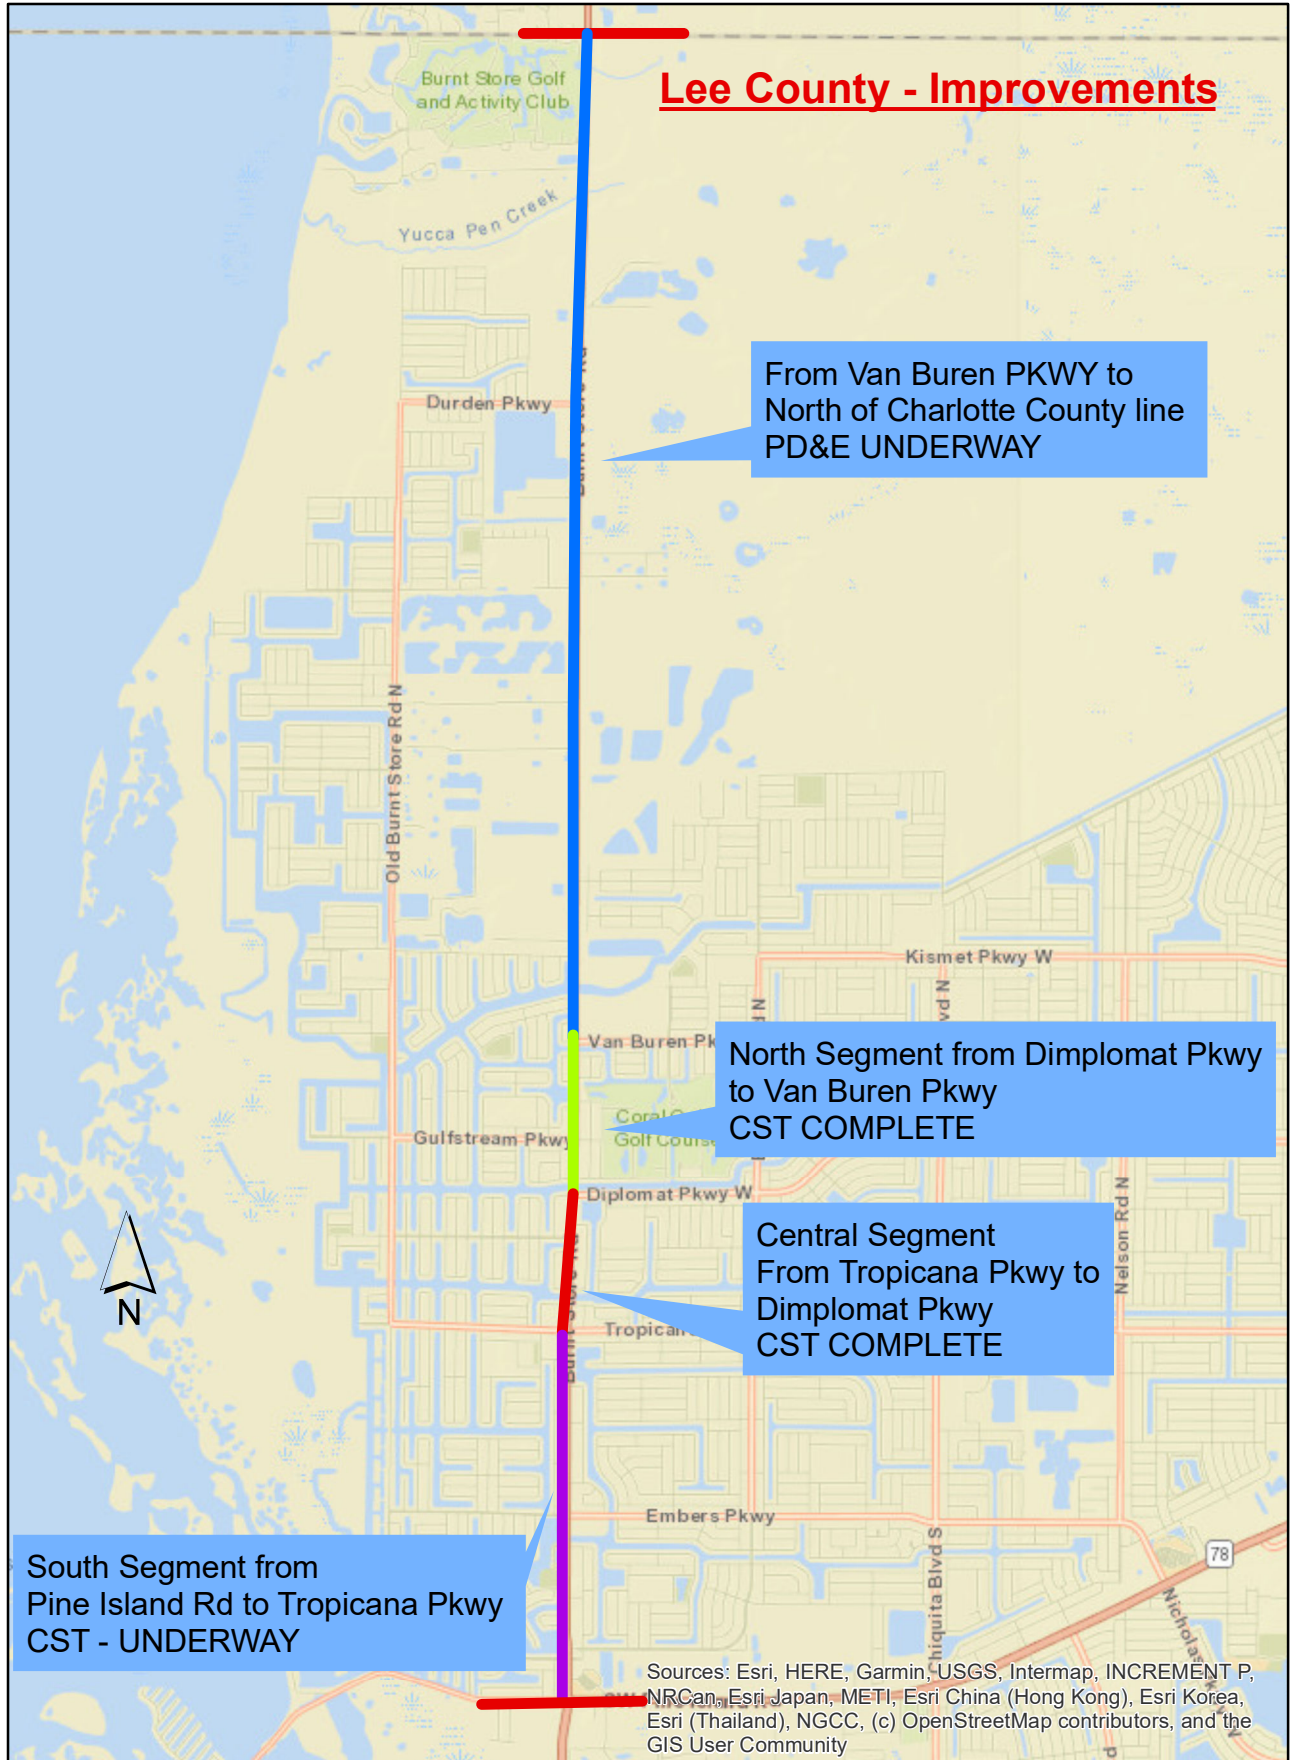 Lee County - Improvements
Burnt Store Golf
and Activity Club
Yucca Pen Creek
From Van Buren PKWY to
North of Charlotte County line
PD&E UNDERWAY
Durden Pkwy
Old Burnt Store Rd N
Kismet Pkwy W
Van Buren
North Segment from Dimplomat Pkwy
to Van Buren Pkwy
CST COMPLETE
Gulfstream Pkwy
Golf Course
Diplomat Pkwy W
Nelson Rd N
Central Segment
From Tropicana Pkwy to
Dimplomat Pkwy
CST COMPLETE
N
Embers Pkwy
78
Chiquita Blvd S
South Segment from
Pine Island Rd to Tropicana Pkwy
CST - UNDERWAY
Sources: Esri, HERE, Garmin, USGS, Intermap, INCREMENT P,
NRCan, Esri Japan, METI, Esri China (Hong Kong), Esri Korea,
Esri (Thailand), NGCC, (c) OpenStreetMap contributors, and the
GIS User Community